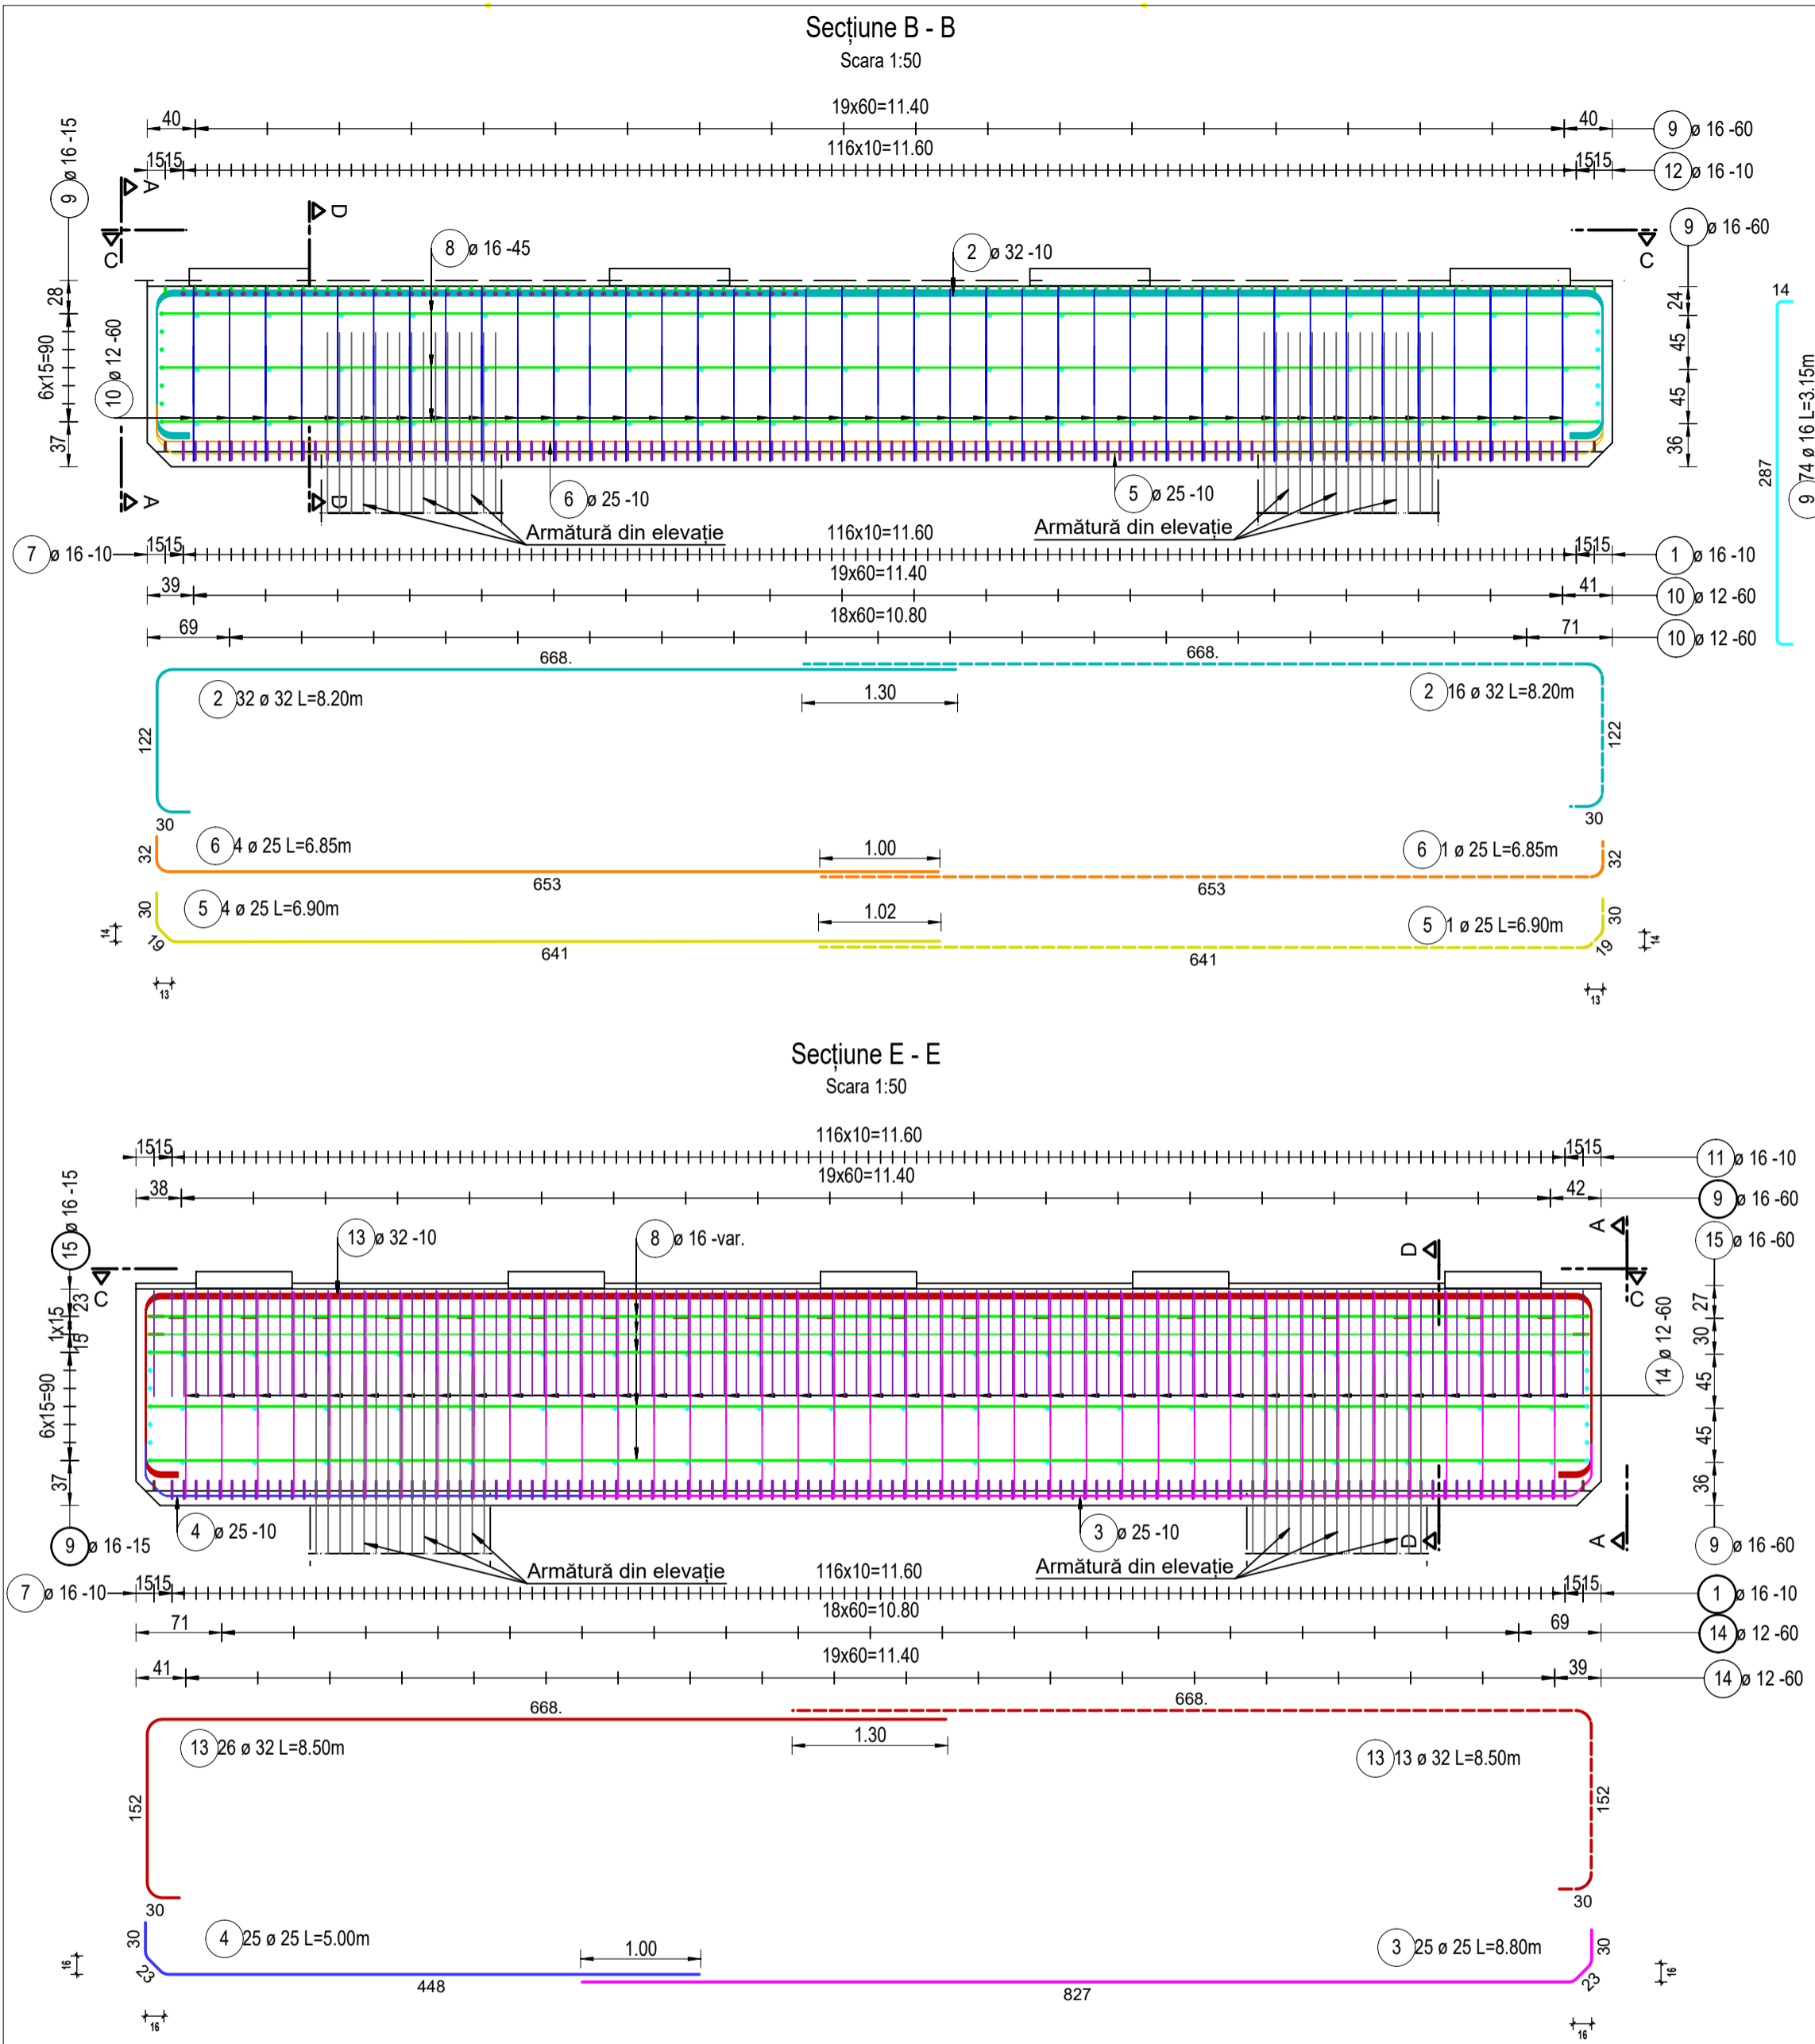 Secțiune B - B
Scara 1:50
19x60=11.40
40
40
9 ø 16 -60
116x10=11.60
1515
1515
12 ø 16 -10
9 ø 16 -15
A
A
D
D
C
C
8 ø 16 -45
2 ø 32 -10
9 ø 16 -60
28
6x15=90
37
10 ø 12 -60
24
45
45
36
14
287
9 74 ø 16 L=3.15m
6 ø 25 -10
5 ø 25 -10
Armătură din elevație
Armătură din elevație
7 ø 16 -10
1515
116x10=11.60
1515
1 ø 16 -10
39
19x60=11.40
41
10 ø 12 -60
69
18x60=10.80
71
10 ø 12 -60
668.
668.
2 32 ø 32 L=8.20m
1.30
2 16 ø 32 L=8.20m
122
122
30
30
32
6 4 ø 25 L=6.85m
1.00
6 1 ø 25 L=6.85m
32
653
653
30
5 4 ø 25 L=6.90m
1.02
5 1 ø 25 L=6.90m
30
14
19
641
641
19
14
13
13
Secțiune E - E
Scara 1:50
116x10=11.60
1515
1515
11 ø 16 -10
19x60=11.40
38
42
9 ø 16 -60
15 ø 16 -15
13 ø 32 -10
8 ø 16 -var.
D
D
A
A
15 ø 16 -60
C
C
23
1x15
15
6x15=90
37
27
30
45
45
36
14 ø 12 -60
9 ø 16 -15
4 ø 25 -10
3 ø 25 -10
9 ø 16 -60
Armătură din elevație
Armătură din elevație
7 ø 16 -10
1515
116x10=11.60
1515
1 ø 16 -10
71
18x60=10.80
69
14 ø 12 -60
41
19x60=11.40
39
14 ø 12 -60
668.
668.
13 26 ø 32 L=8.50m
1.30
13 13 ø 32 L=8.50m
152
152
30
30
30
4 25 ø 25 L=5.00m
1.00
3 25 ø 25 L=8.80m
30
16
23
448
827
23
16
16
16